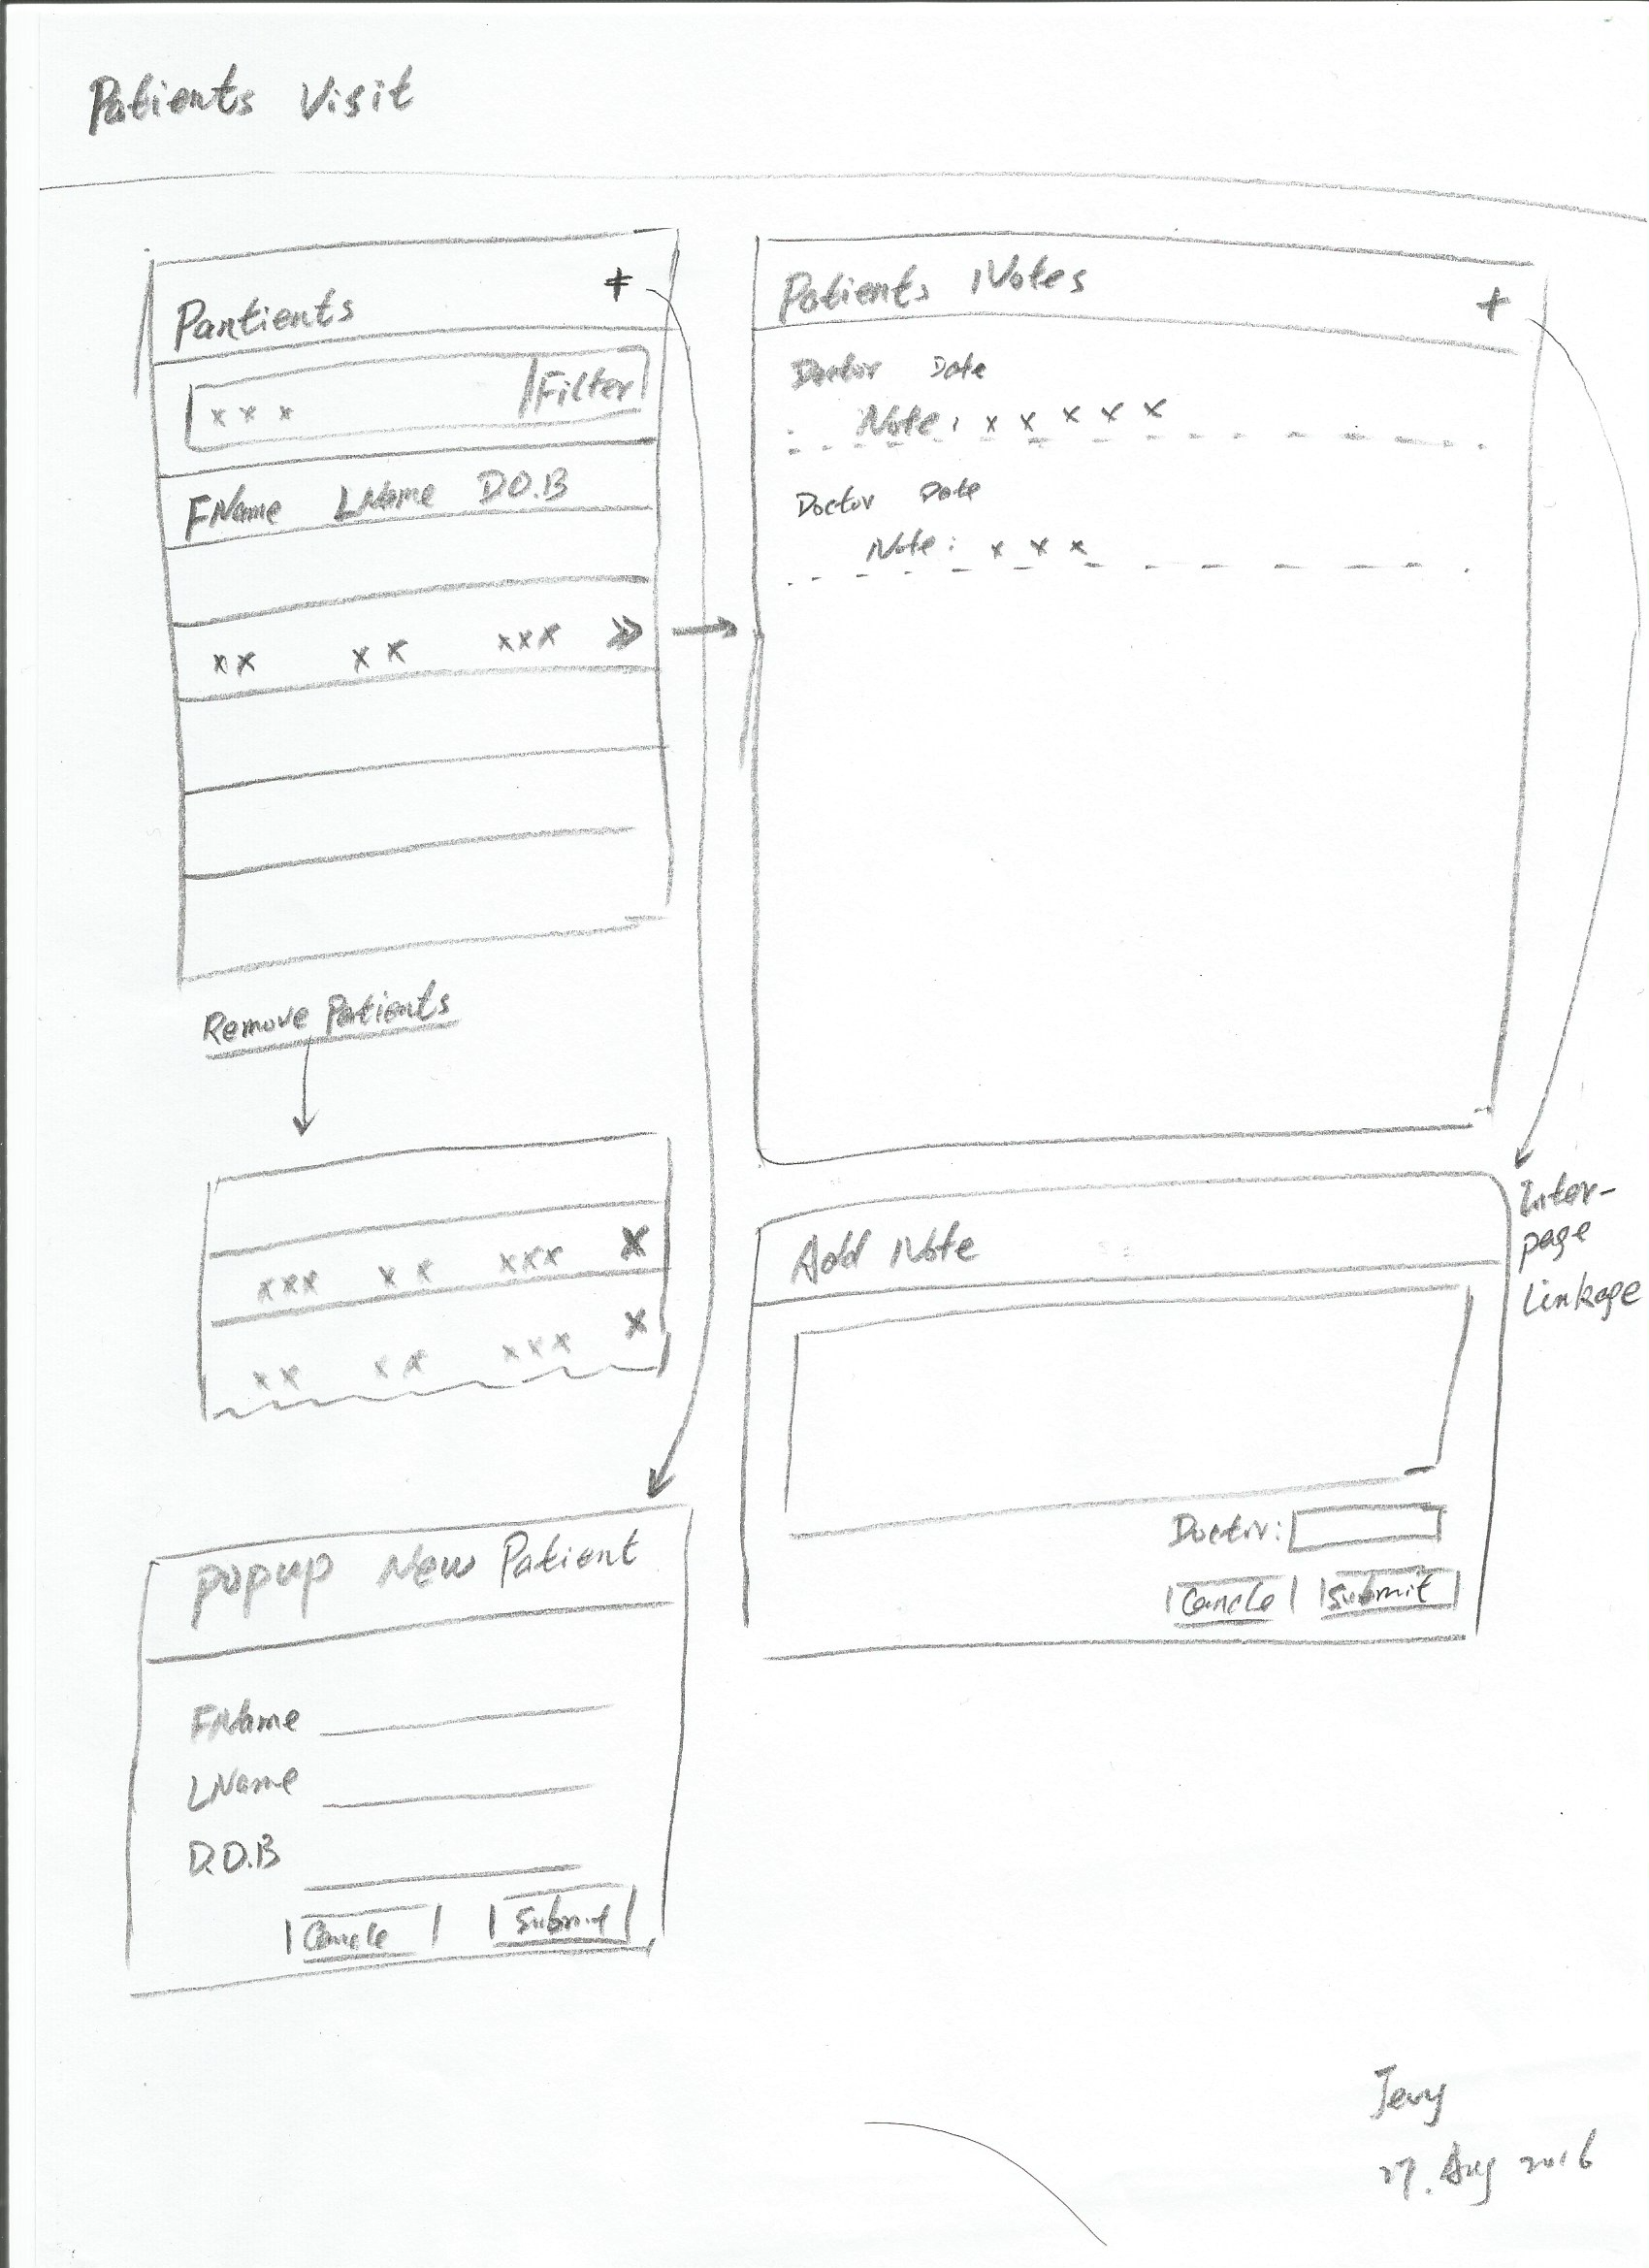 Patients Visit
Pantients +
x x x Filter
FName LName D.O.B
xx xx xxx »
Remove Patients
xxx xx xxx x
xx xx xxx x
popup New Patient
FName
LName
D.O.B
Cancle Submit
Patients Notes +
Doctor Date
Note: x x x x x
Doctor Date
Note: x x x
Inter-
page
Linkage
Add Note
Doctor:
Cancle Submit
27. Aug 2016